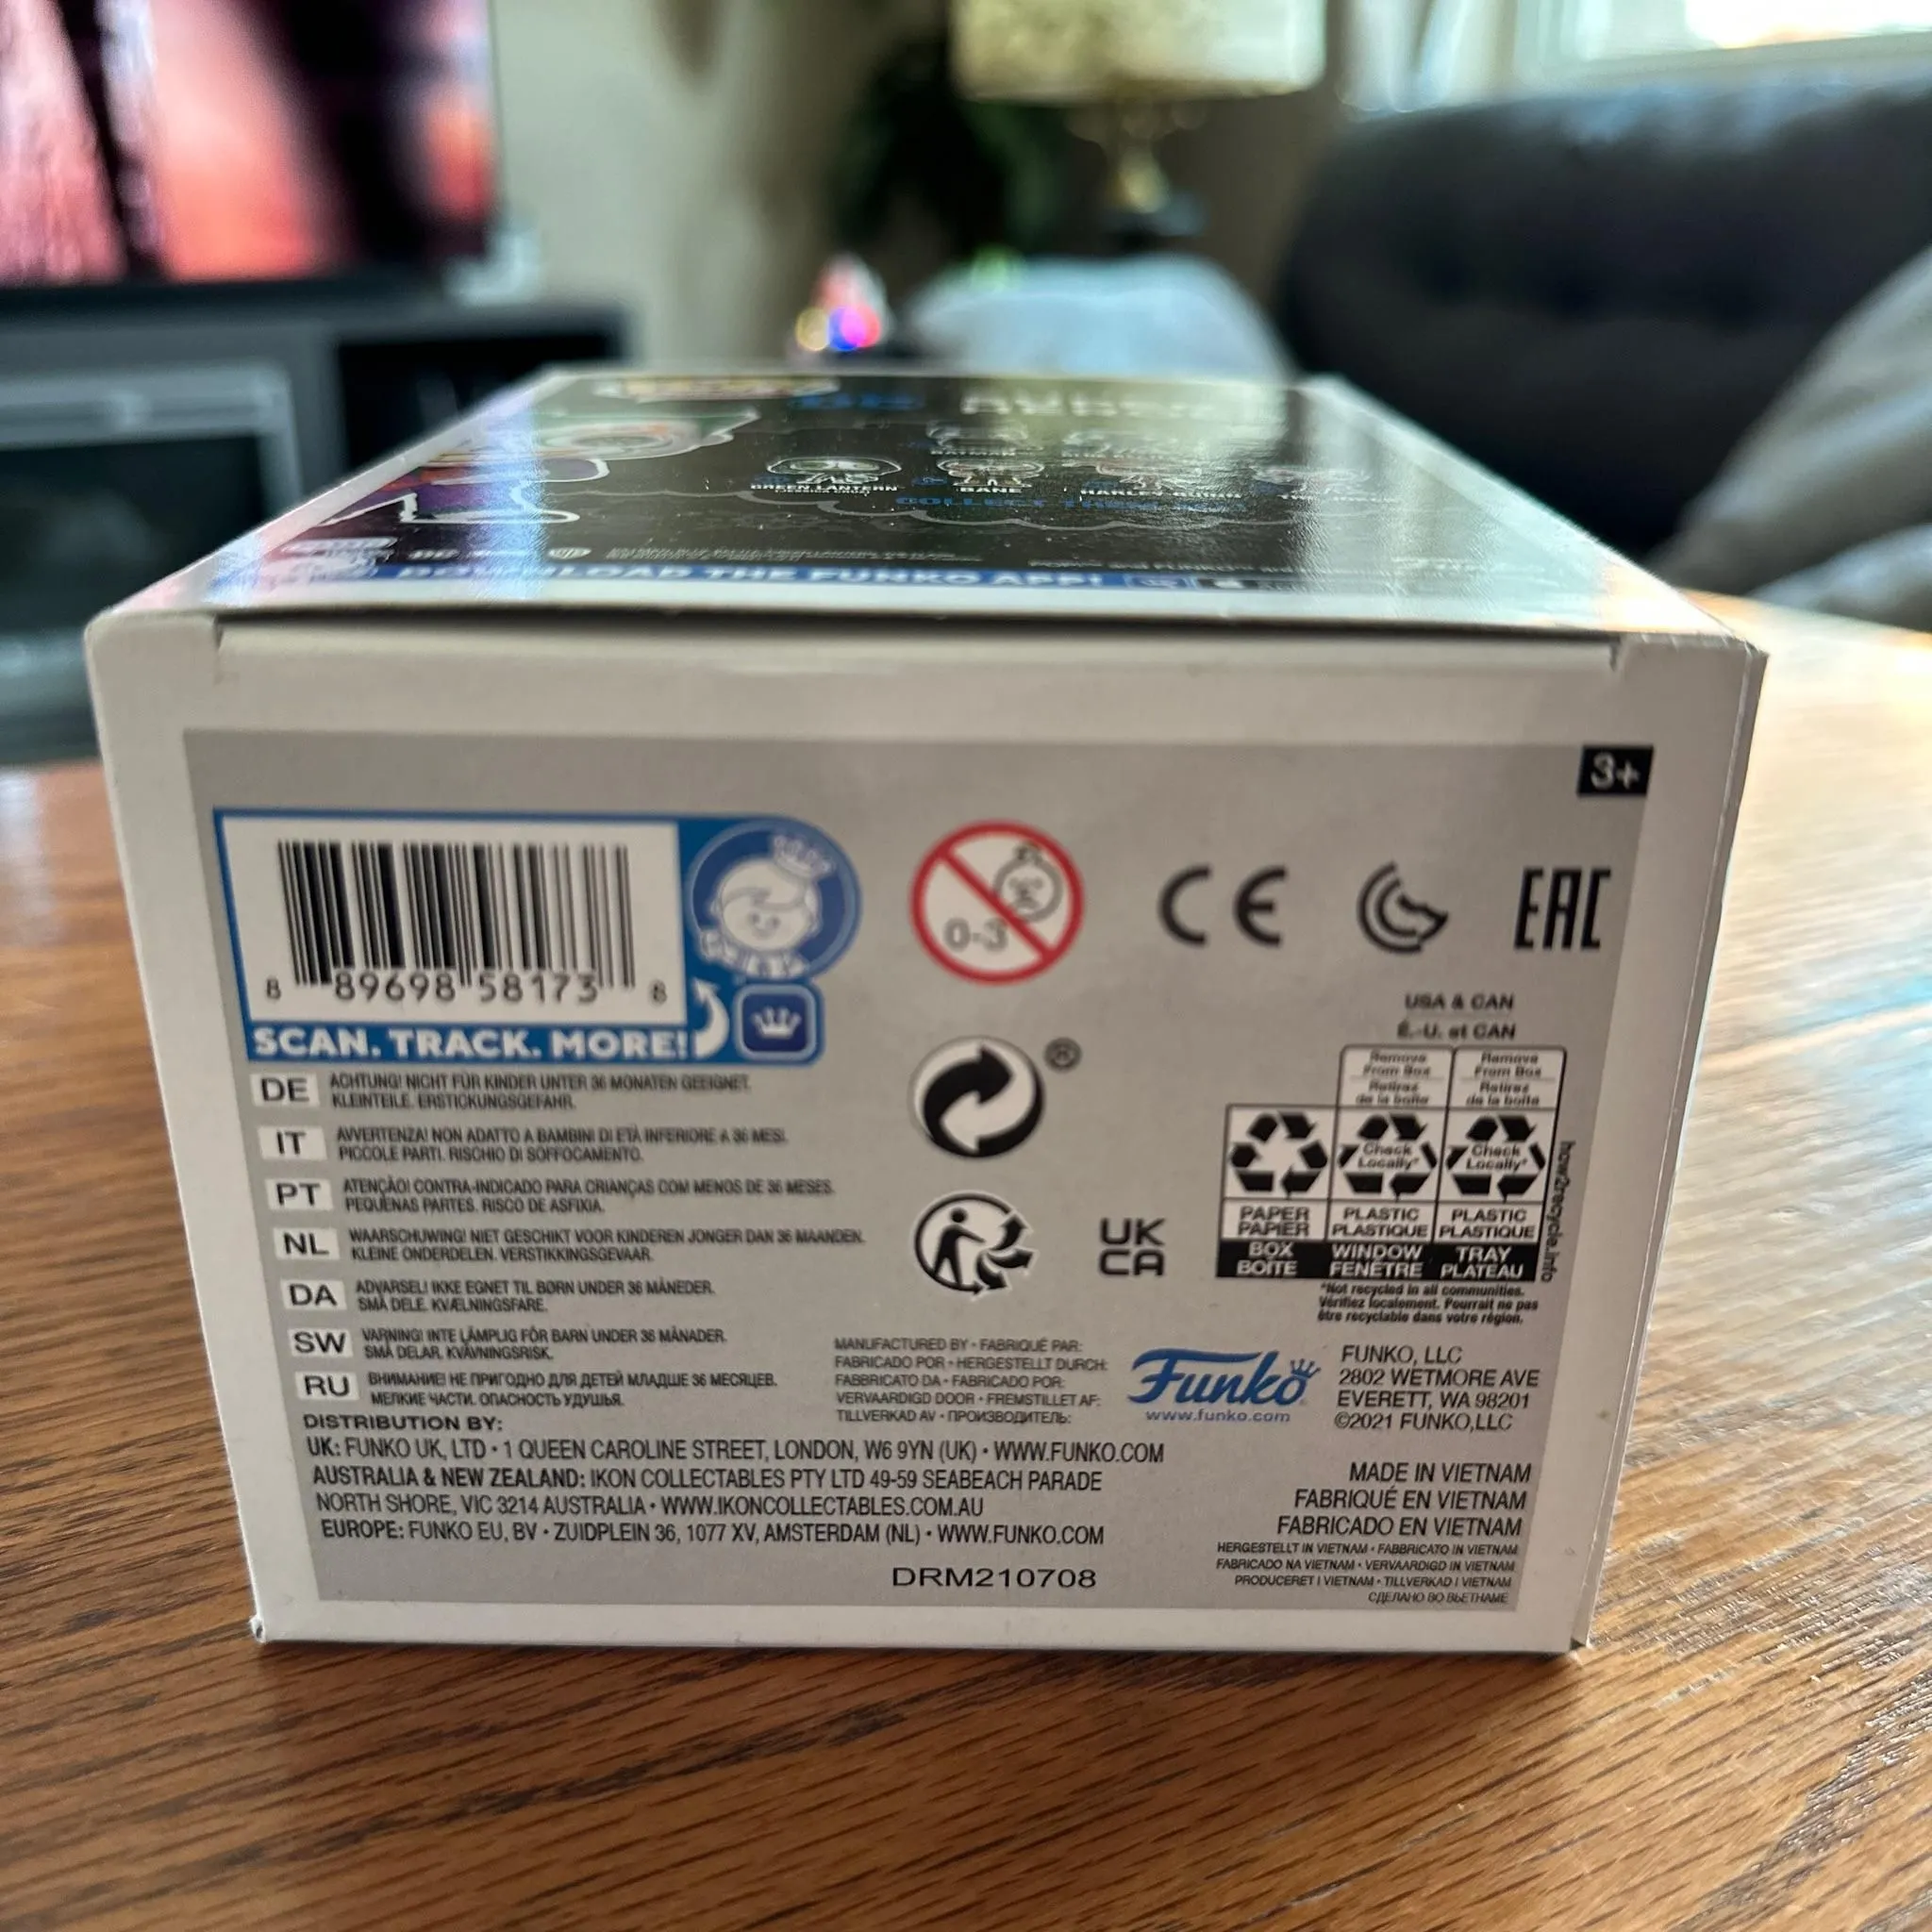 GREEN LANTERN
BANE
HARLEY QUINN
DOWNLOAD THE FUNKO APP!
3+
8 89698 58173 8
SCAN. TRACK. MORE!
0-3
CE
EAC
USA & CAN
É.-U. et CAN
Remove From Box
Retirez de la boîte
Remove From Box
Retirez de la boîte
Check Locally*
Check Locally*
PAPER
PAPIER
BOX
BOÎTE
PLASTIC
PLASTIQUE
WINDOW
FENÊTRE
PLASTIC
PLASTIQUE
TRAY
PLATEAU
how2recycle.info
*Not recycled in all communities.
Vérifiez localement. Pourrait ne pas
être recyclable dans votre région.
®
UK
CA
DE ACHTUNG! NICHT FÜR KINDER UNTER 36 MONATEN GEEIGNET.
KLEINTEILE. ERSTICKUNGSGEFAHR.
IT AVVERTENZA! NON ADATTO A BAMBINI DI ETÀ INFERIORE A 36 MESI.
PICCOLE PARTI. RISCHIO DI SOFFOCAMENTO.
PT ATENÇÃO! CONTRA-INDICADO PARA CRIANÇAS COM MENOS DE 36 MESES.
PEQUENAS PARTES. RISCO DE ASFIXIA.
NL WAARSCHUWING! NIET GESCHIKT VOOR KINDEREN JONGER DAN 36 MAANDEN.
KLEINE ONDERDELEN. VERSTIKKINGSGEVAAR.
DA ADVARSEL! IKKE EGNET TIL BØRN UNDER 36 MÅNEDER.
SMÅ DELE. KVÆLNINGSFARE.
SW VARNING! INTE LÄMPLIG FÖR BARN UNDER 36 MÅNADER.
SMÅ DELAR. KVÄVNINGSRISK.
RU ВНИМАНИЕ! НЕ ПРИГОДНО ДЛЯ ДЕТЕЙ МЛАДШЕ 36 МЕСЯЦЕВ.
МЕЛКИЕ ЧАСТИ. ОПАСНОСТЬ УДУШЬЯ.
MANUFACTURED BY • FABRIQUÉ PAR:
FABRICADO POR • HERGESTELLT DURCH:
FABBRICATO DA • FABRICADO POR:
VERVAARDIGD DOOR • FREMSTILLET AF:
TILLVERKAD AV • ПРОИЗВОДИТЕЛЬ:
Funko
www.funko.com
FUNKO, LLC
2802 WETMORE AVE
EVERETT, WA 98201
©2021 FUNKO,LLC
DISTRIBUTION BY:
UK: FUNKO UK, LTD • 1 QUEEN CAROLINE STREET, LONDON, W6 9YN (UK) • WWW.FUNKO.COM
AUSTRALIA & NEW ZEALAND: IKON COLLECTABLES PTY LTD 49-59 SEABEACH PARADE
NORTH SHORE, VIC 3214 AUSTRALIA • WWW.IKONCOLLECTABLES.COM.AU
EUROPE: FUNKO EU, BV • ZUIDPLEIN 36, 1077 XV, AMSTERDAM (NL) • WWW.FUNKO.COM
DRM210708
MADE IN VIETNAM
FABRIQUÉ EN VIETNAM
FABRICADO EN VIETNAM
HERGESTELLT IN VIETNAM • FABBRICATO IN VIETNAM
FABRICADO NA VIETNAM • VERVAARDIGD IN VIETNAM
PRODUCERET I VIETNAM • TILLVERKAD I VIETNAM
СДЕЛАНО ВО ВЬЕТНАМЕ